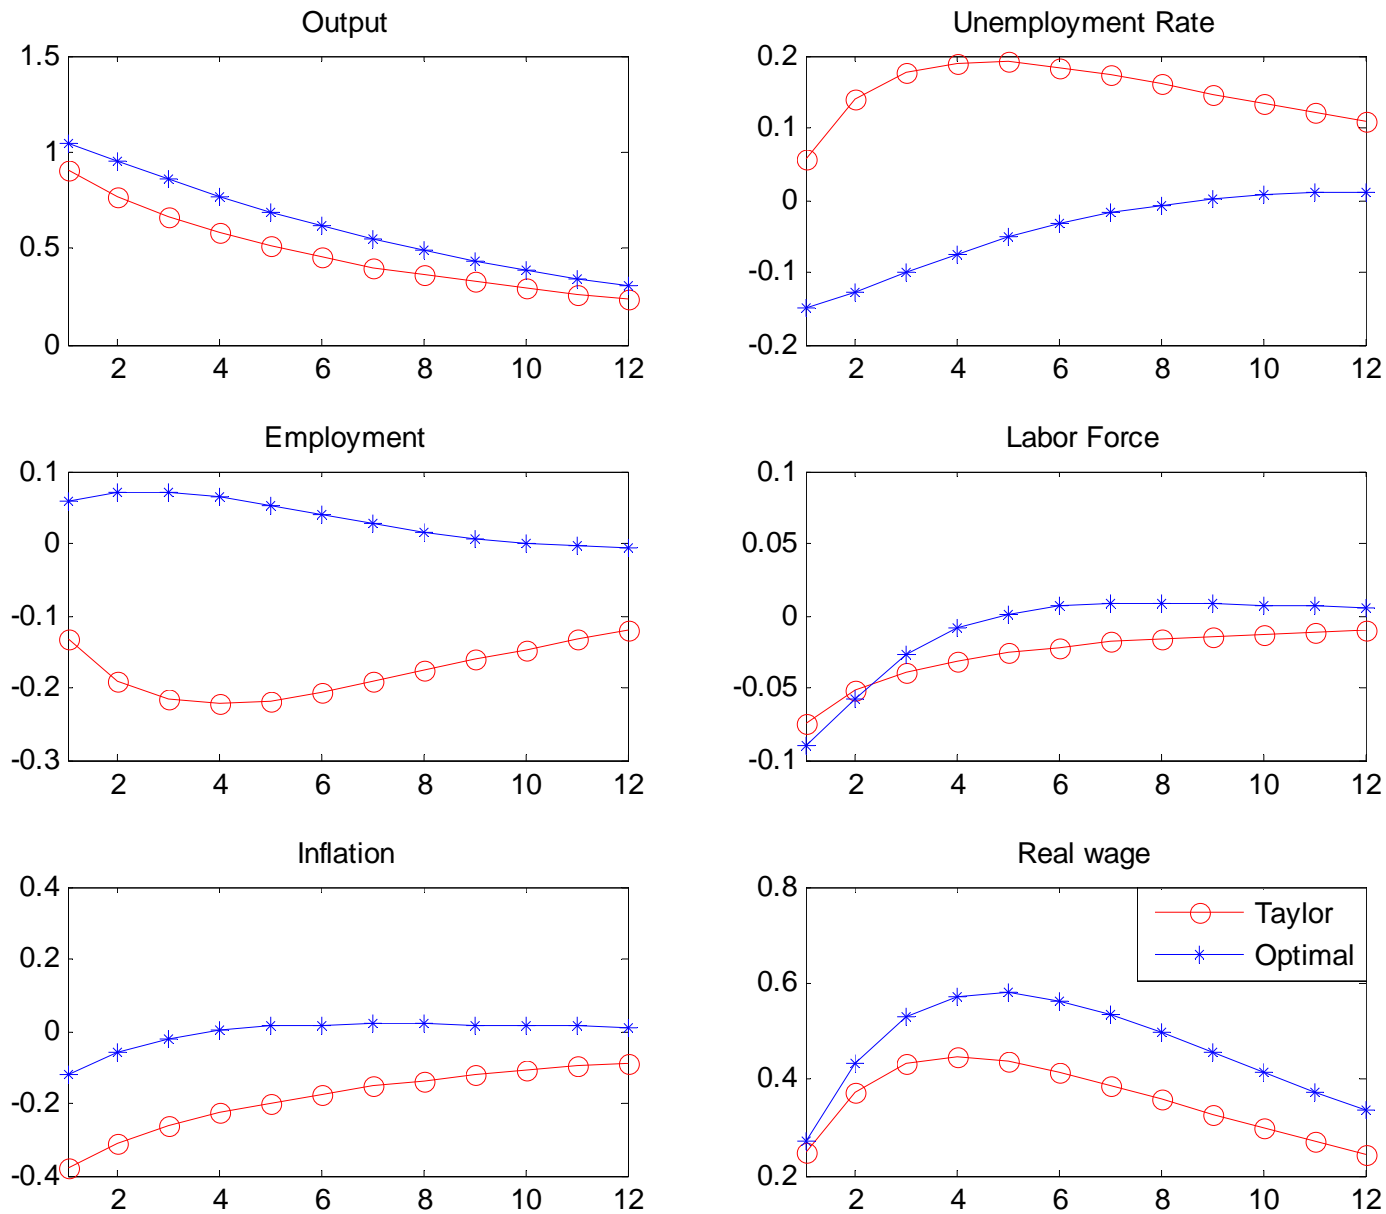 Output
Unemployment Rate
1.5
1
0.5
0
2 4 6 8 10 12
0.2
0.1
0
-0.1
-0.2
2 4 6 8 10 12
Employment
Labor Force
0.1
0
-0.1
-0.2
-0.3
2 4 6 8 10 12
0.1
0.05
0
-0.05
-0.1
2 4 6 8 10 12
Inflation
Real wage
0.4
0.2
0
-0.2
-0.4
2 4 6 8 10 12
0.8
0.6
0.4
0.2
2 4 6 8 10 12
Taylor
Optimal